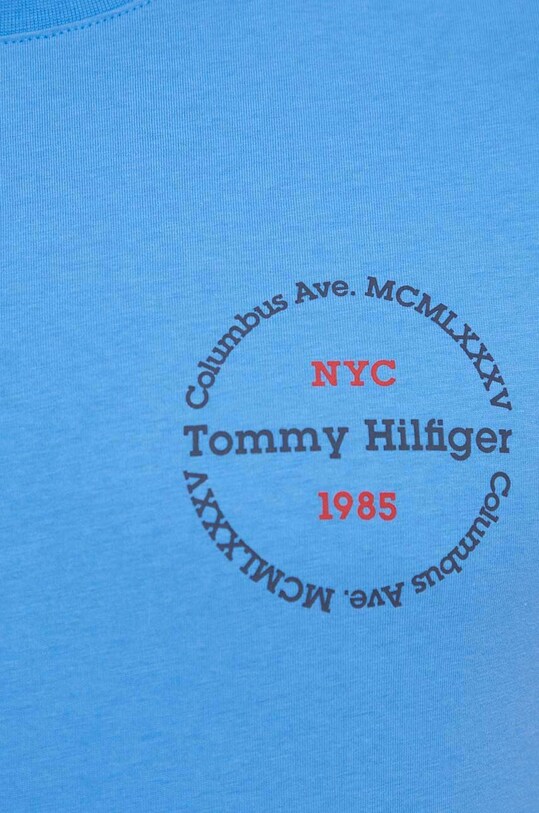 Columbus Ave. MCMLXXXV
NYC
Tommy Hilfiger
1985
Columbus Ave. MCMLXXXV